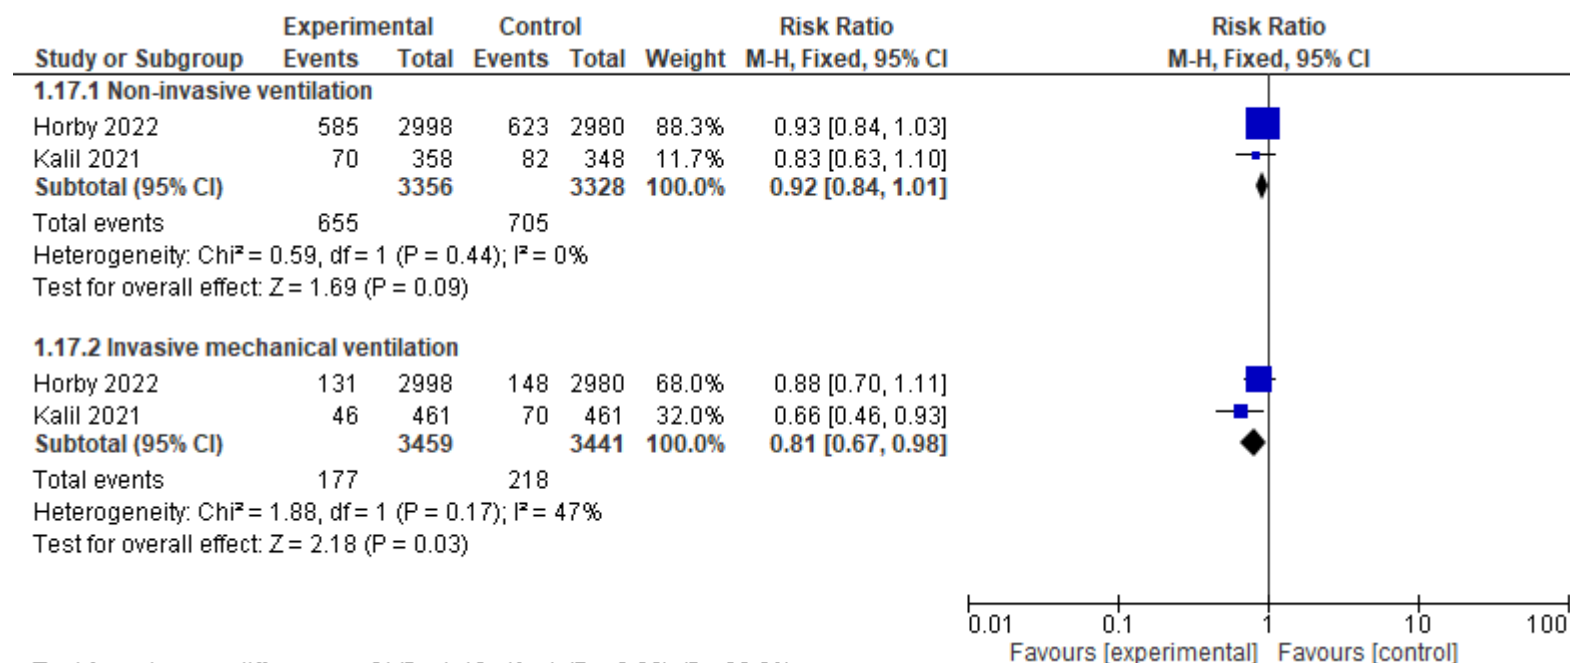 Experimental Control Risk Ratio Risk Ratio
Study or Subgroup Events Total Events Total Weight M-H, Fixed, 95% CI M-H, Fixed, 95% CI
1.17.1 Non-invasive ventilation
Horby 2022 585 2998 623 2980 88.3% 0.93 [0.84, 1.03]
Kalil 2021 70 358 82 348 11.7% 0.83 [0.63, 1.10]
Subtotal (95% CI) 3356 3328 100.0% 0.92 [0.84, 1.01]
Total events 655 705
Heterogeneity: Chi² = 0.59, df = 1 (P = 0.44); I² = 0%
Test for overall effect: Z = 1.69 (P = 0.09)
1.17.2 Invasive mechanical ventilation
Horby 2022 131 2998 148 2980 68.0% 0.88 [0.70, 1.11]
Kalil 2021 46 461 70 461 32.0% 0.66 [0.46, 0.93]
Subtotal (95% CI) 3459 3441 100.0% 0.81 [0.67, 0.98]
Total events 177 218
Heterogeneity: Chi² = 1.88, df = 1 (P = 0.17); I² = 47%
Test for overall effect: Z = 2.18 (P = 0.03)
0.01 0.1 1 10 100
Favours [experimental] Favours [control]